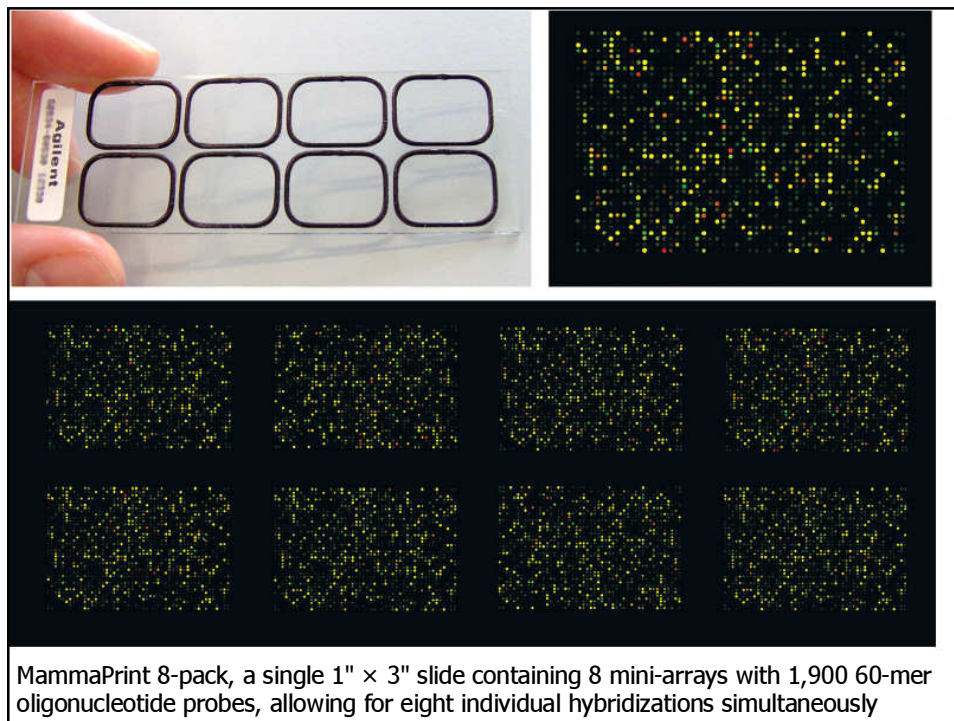 Agilent
MammaPrint 8-pack, a single 1" × 3" slide containing 8 mini-arrays with 1,900 60-mer
oligonucleotide probes, allowing for eight individual hybridizations simultaneously